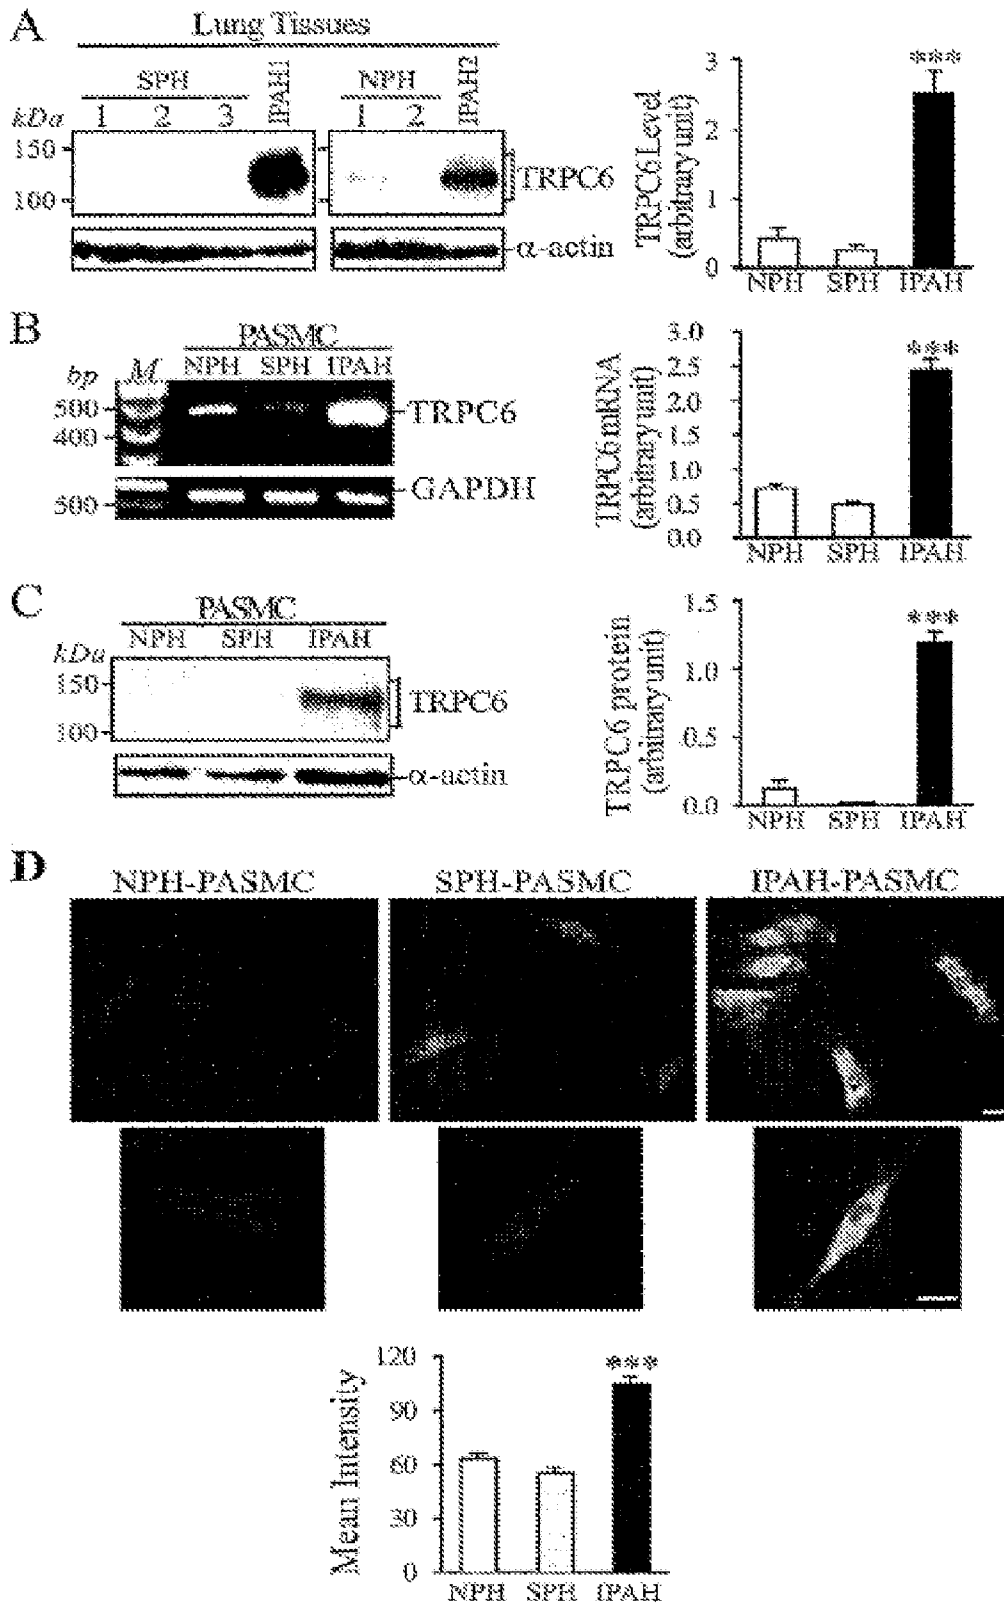 A
Lung Tissues
SPH
IPAH1
NPH
IPAH2
kDa
1 2 3
1 2
150
100
TRPC6
α-actin
TRPC6 Level
(arbitrary unit)
3
2
1
0
***
NPH SPH IPAH
B
PASMC
bp M NPH SPH IPAH
500
400
TRPC6
500
GAPDH
TRPC6 mRNA
(arbitrary unit)
3.0
2.5
2.0
1.5
1.0
0.5
0.0
***
NPH SPH IPAH
C
PASMC
NPH SPH IPAH
kDa
150
100
TRPC6
α-actin
TRPC6 protein
(arbitrary unit)
1.5
1.0
0.5
0.0
***
NPH SPH IPAH
D
NPH-PASMC SPH-PASMC IPAH-PASMC
Mean Intensity
120
90
60
30
0
***
NPH SPH IPAH